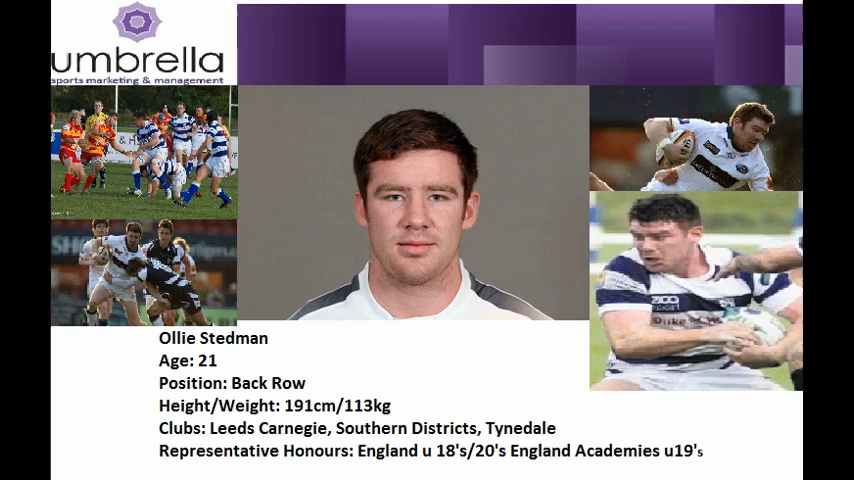 umbrella
sports marketing & management
Ollie Stedman
Age: 21
Position: Back Row
Height/Weight: 191cm/113kg
Clubs: Leeds Carnegie, Southern Districts, Tynedale
Representative Honours: England u 18's/20's England Academies u19's